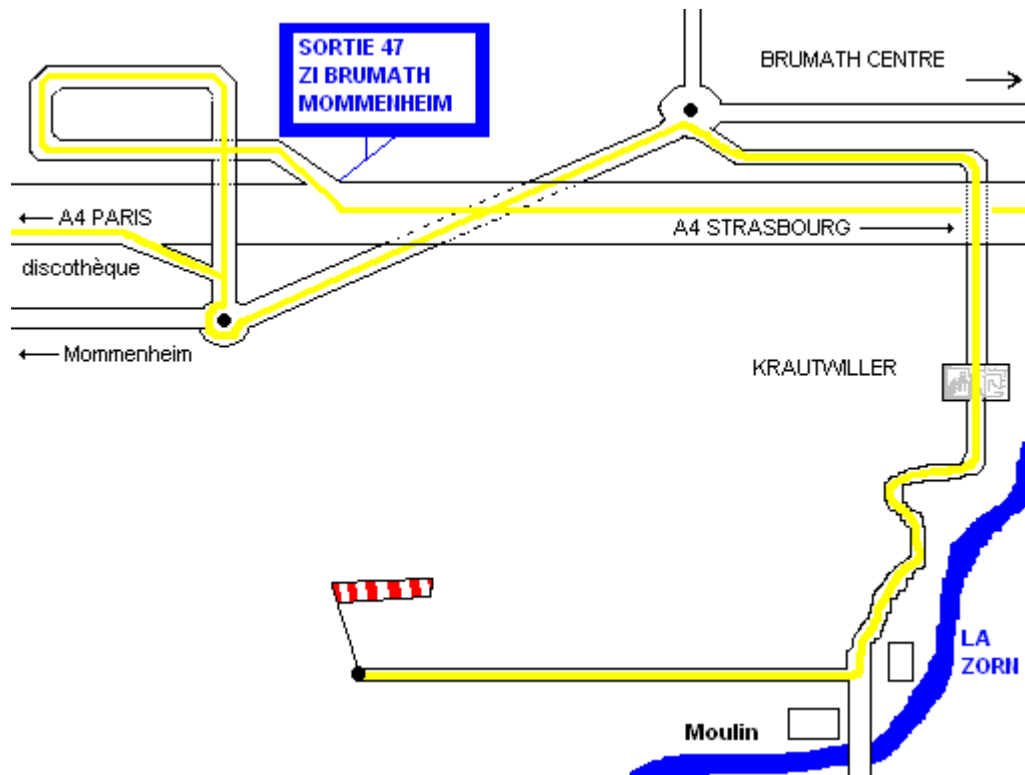 SORTIE 47
ZI BRUMATH
MOMMENHEIM
BRUMATH CENTRE
A4 PARIS
A4 STRASBOURG
discothèque
Mommenheim
KRAUTWILLER
LA
ZORN
Moulin